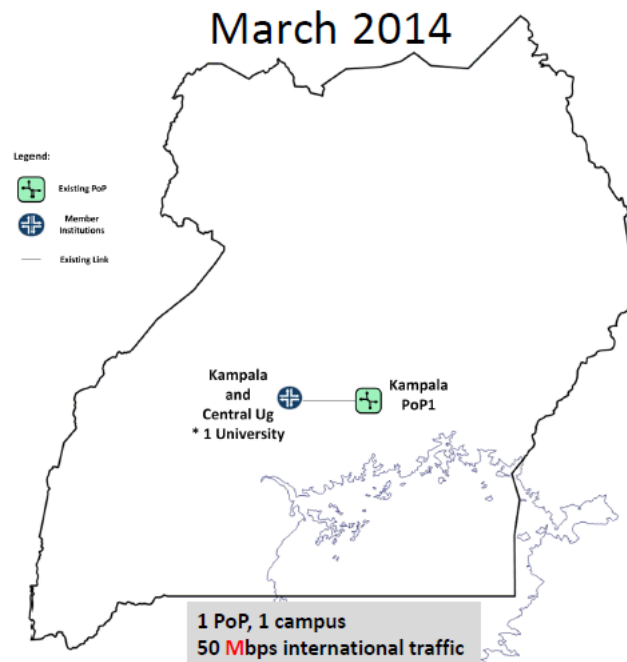 March 2014
Legend:
Existing PoP
Member
Institutions
Existing Link
Kampala
and
Central Ug
* 1 University
Kampala
PoP1
1 PoP, 1 campus
50 Mbps international traffic